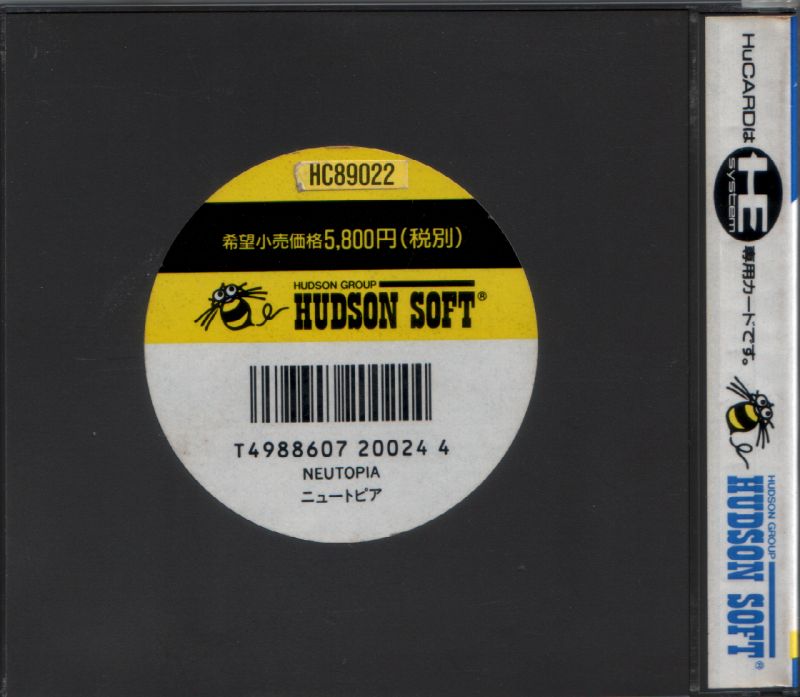 HC89022
希望小売価格5,800円(税別)
HUDSON GROUP
HUDSON SOFT®
T4988607 20024 4
NEUTOPIA
ニュートピア
HuCARDは
HE
system
専用カードです。
HUDSON GROUP
HUDSON SOFT®